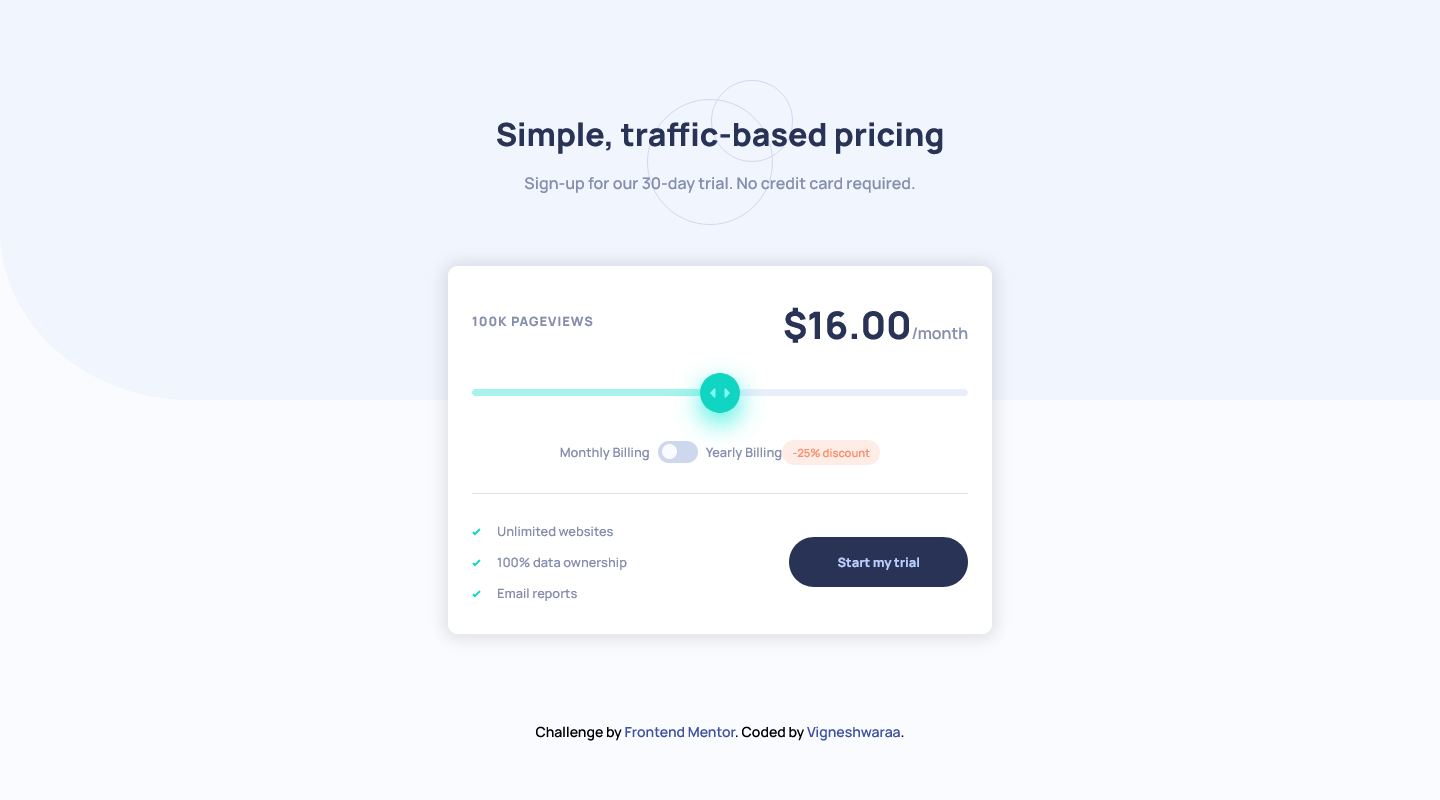 Simple, traffic-based pricing
Sign-up for our 30-day trial. No credit card required.
100K PAGEVIEWS
$16.00/month
Monthly Billing Yearly Billing -25% discount
Unlimited websites
100% data ownership
Email reports
Start my trial
Challenge by Frontend Mentor. Coded by Vigneshwaraa.